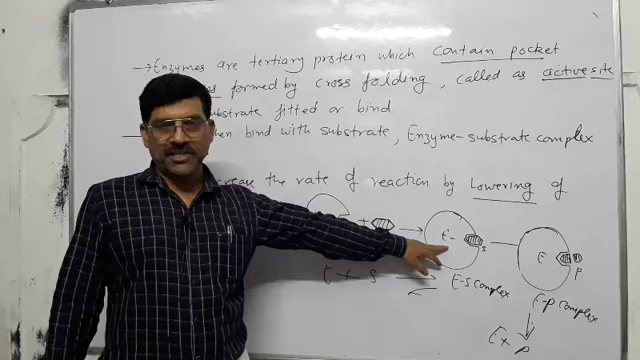 → Enzymes are tertiary protein which contain pocket
formed by cross folding, called as active site
substrate fitted or bind.
bind with substrate, Enzyme-substrate complex
the rate of reaction by lowering of
+ →
E- S
E
P
E + S
E-S complex
E-P complex
E + P